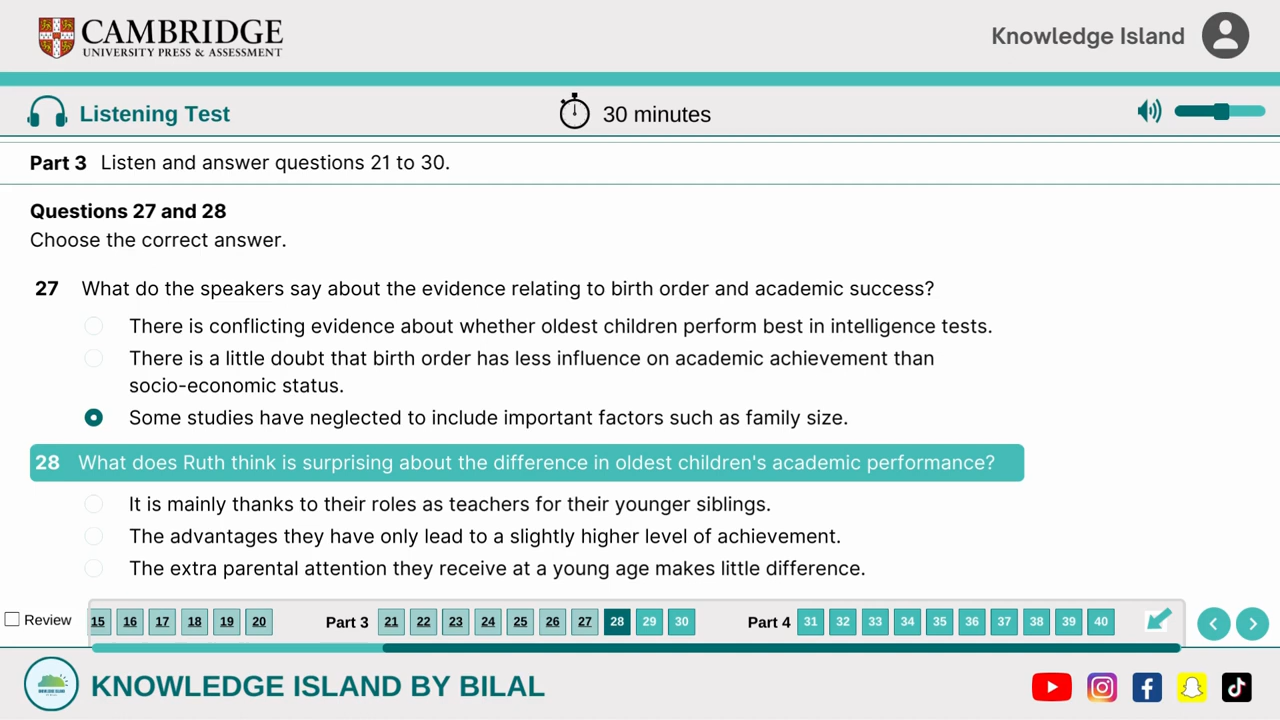 CAMBRIDGE
UNIVERSITY PRESS & ASSESSMENT
Knowledge Island
Listening Test
30 minutes
Part 3 Listen and answer questions 21 to 30.
Questions 27 and 28
Choose the correct answer.
27 What do the speakers say about the evidence relating to birth order and academic success?
There is conflicting evidence about whether oldest children perform best in intelligence tests.
There is a little doubt that birth order has less influence on academic achievement than
socio-economic status.
Some studies have neglected to include important factors such as family size.
28 What does Ruth think is surprising about the difference in oldest children's academic performance?
It is mainly thanks to their roles as teachers for their younger siblings.
The advantages they have only lead to a slightly higher level of achievement.
The extra parental attention they receive at a young age makes little difference.
Review 15 16 17 18 19 20 Part 3 21 22 23 24 25 26 27 28 29 30 Part 4 31 32 33 34 35 36 37 38 39 40
KNOWLEDGE ISLAND BY BILAL